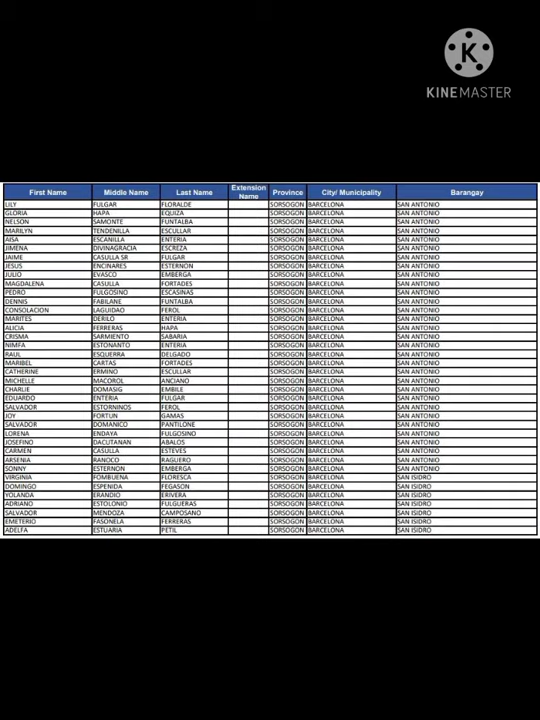 K
KINEMASTER
First Name Middle Name Last Name Extension Name Province City/ Municipality Barangay
LILY FULGAR FLORALDE SORSOGON BARCELONA SAN ANTONIO
GLORIA HAPA EQUIZA SORSOGON BARCELONA SAN ANTONIO
NELSON SAMONTE FUNTALBA SORSOGON BARCELONA SAN ANTONIO
MARILYN TENDENILLA ESCULLAR SORSOGON BARCELONA SAN ANTONIO
AISA ESCANILLA ENTERIA SORSOGON BARCELONA SAN ANTONIO
JIMENA DIVINAGRACIA ESCREZA SORSOGON BARCELONA SAN ANTONIO
JAIME CASULLA SR FULGAR SORSOGON BARCELONA SAN ANTONIO
JESUS ENCINARES ESTERNON SORSOGON BARCELONA SAN ANTONIO
JULIO EVASCO EMBERGA SORSOGON BARCELONA SAN ANTONIO
MAGDALENA CASULLA FORTADES SORSOGON BARCELONA SAN ANTONIO
PEDRO FULGOSINO ESCASINAS SORSOGON BARCELONA SAN ANTONIO
DENNIS FABILANE FUNTALBA SORSOGON BARCELONA SAN ANTONIO
CONSOLACION LAGUIDAO FEROL SORSOGON BARCELONA SAN ANTONIO
MARITES DERILO ENTERIA SORSOGON BARCELONA SAN ANTONIO
ALICIA FERRERAS HAPA SORSOGON BARCELONA SAN ANTONIO
CRISMA SARMIENTO SABARIA SORSOGON BARCELONA SAN ANTONIO
NIMFA ESTONANTO ENTERIA SORSOGON BARCELONA SAN ANTONIO
RAUL ESQUERRA DELGADO SORSOGON BARCELONA SAN ANTONIO
MARIBEL CARTAS FORTADES SORSOGON BARCELONA SAN ANTONIO
CATHERINE ERMINO ESCULLAR SORSOGON BARCELONA SAN ANTONIO
MICHELLE MACOROL ANCIANO SORSOGON BARCELONA SAN ANTONIO
CHARLIE DOMASIG EMBILE SORSOGON BARCELONA SAN ANTONIO
EDUARDO ENTERIA FULGAR SORSOGON BARCELONA SAN ANTONIO
SALVADOR ESTORNINOS FEROL SORSOGON BARCELONA SAN ANTONIO
JOY FORTUN GAMAS SORSOGON BARCELONA SAN ANTONIO
SALVADOR DOMANICO PANTILONE SORSOGON BARCELONA SAN ANTONIO
LORENA ENDAYA FULGOSINO SORSOGON BARCELONA SAN ANTONIO
JOSEFINO DACUTANAN ABALOS SORSOGON BARCELONA SAN ANTONIO
CARMEN CASULLA ESTEVES SORSOGON BARCELONA SAN ANTONIO
ARSENIA RANOCO RAGUERO SORSOGON BARCELONA SAN ANTONIO
SONNY ESTERNON EMBERGA SORSOGON BARCELONA SAN ANTONIO
VIRGINIA FOMBUENA FLORESCA SORSOGON BARCELONA SAN ISIDRO
DOMINGO ESPENIDA FEGASON SORSOGON BARCELONA SAN ISIDRO
YOLANDA ERANDIO ERIVERA SORSOGON BARCELONA SAN ISIDRO
ADRIANO ESTOLONIO FULGUERAS SORSOGON BARCELONA SAN ISIDRO
SALVADOR MENDOZA CAMPOSANO SORSOGON BARCELONA SAN ISIDRO
EMETERIO FASONELA FERRERAS SORSOGON BARCELONA SAN ISIDRO
ADELFA ESTUARIA PETIL SORSOGON BARCELONA SAN ISIDRO